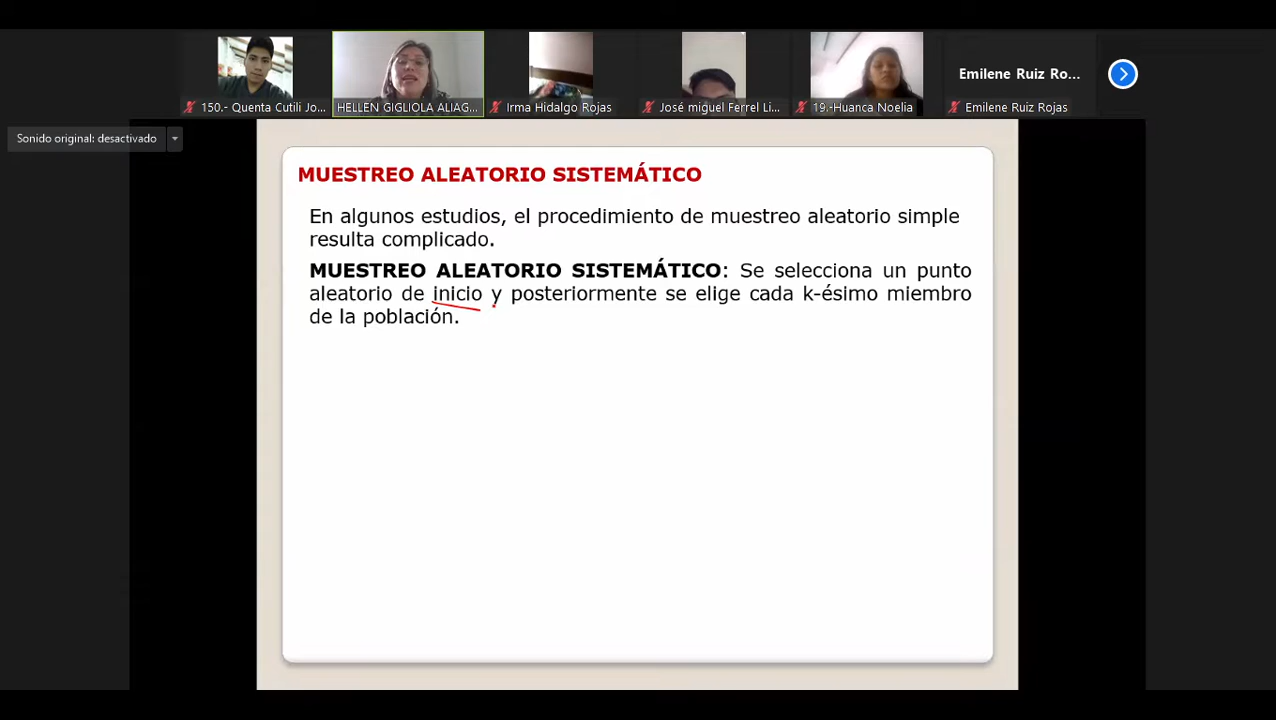 Emilene Ruiz Ro...
150.- Quenta Cutili Jo...
HELLEN GIGLIOLA ALIAG...
Irma Hidalgo Rojas
José miguel Ferrel Li...
19.-Huanca Noelia
Emilene Ruiz Rojas
Sonido original: desactivado
MUESTREO ALEATORIO SISTEMÁTICO
En algunos estudios, el procedimiento de muestreo aleatorio simple
resulta complicado.
MUESTREO ALEATORIO SISTEMÁTICO: Se selecciona un punto
aleatorio de inicio y posteriormente se elige cada k-ésimo miembro
de la población.